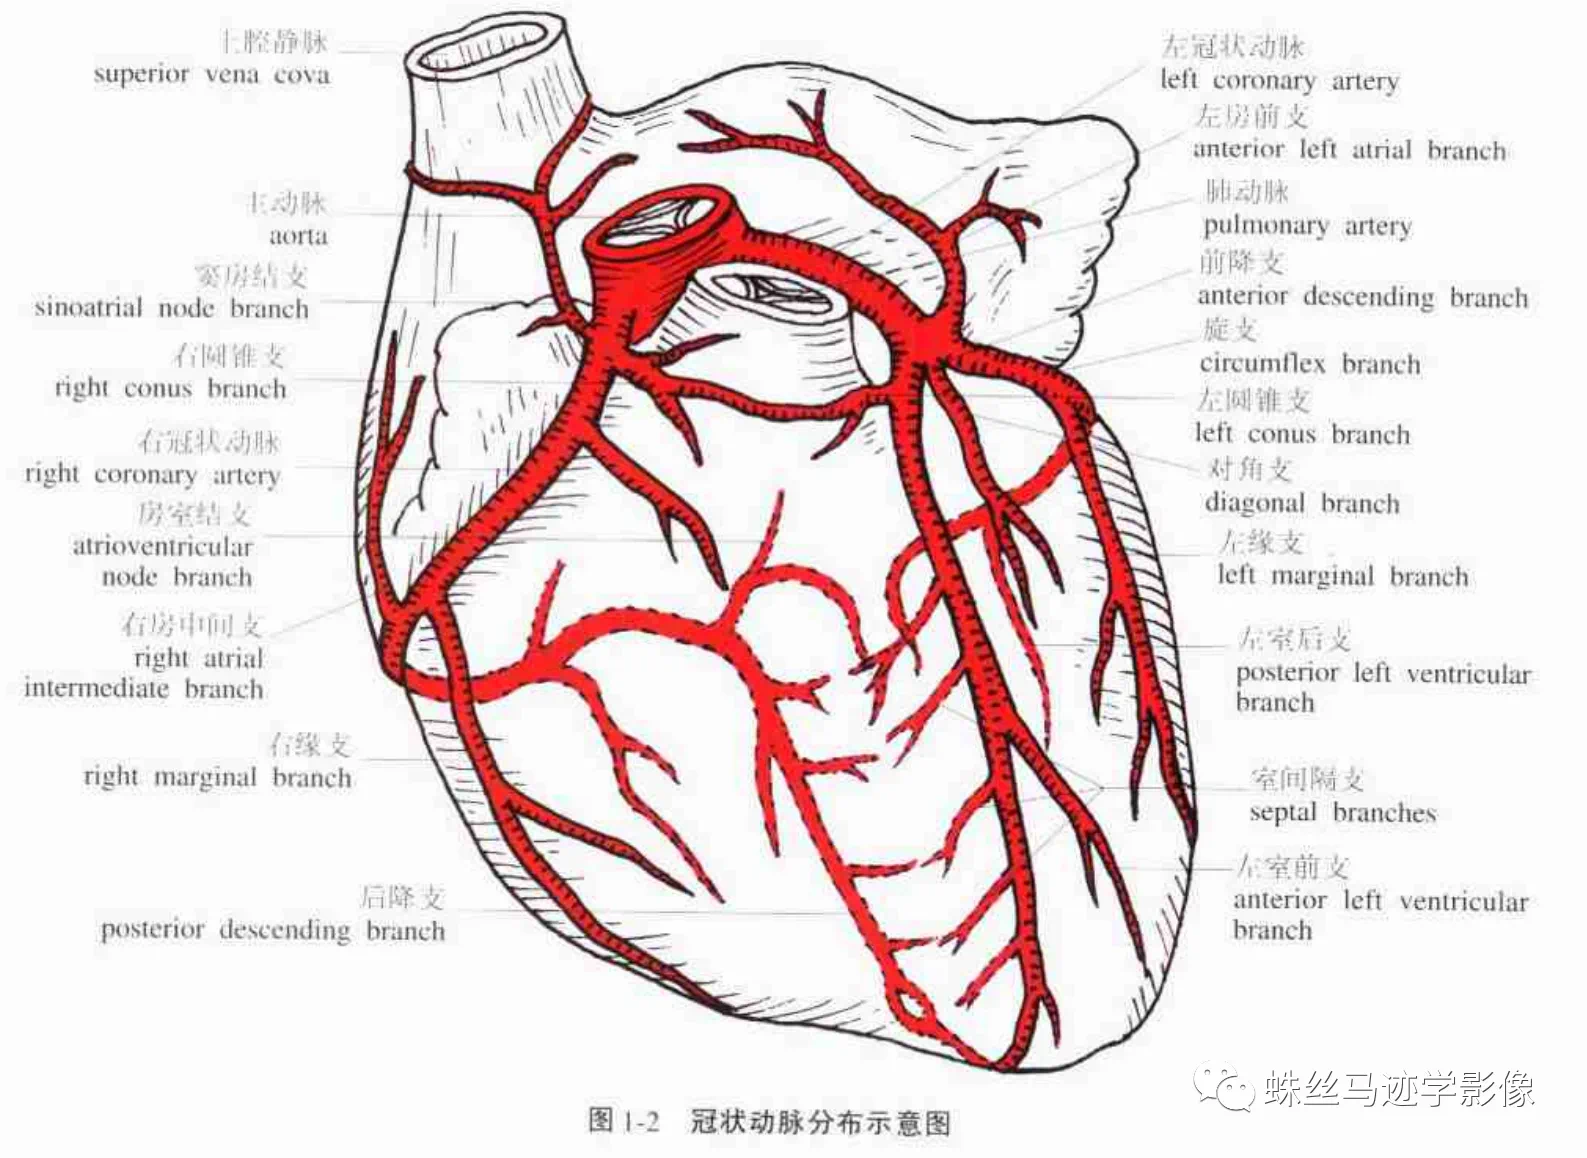 上腔静脉
superior vena cova
主动脉
aorta
窦房结支
sinoatrial node branch
右圆锥支
right conus branch
右冠状动脉
right coronary artery
房室结支
atrioventricular
node branch
右房中间支
right atrial
intermediate branch
右缘支
right marginal branch
后降支
posterior descending branch
左冠状动脉
left coronary artery
左房前支
anterior left atrial branch
肺动脉
pulmonary artery
前降支
anterior descending branch
旋支
circumflex branch
左圆锥支
left conus branch
对角支
diagonal branch
左缘支
left marginal branch
左室后支
posterior left ventricular
branch
室间隔支
septal branches
左室前支
anterior left ventricular
branch
图 1-2 冠状动脉分布示意图
蛛丝马迹学影像